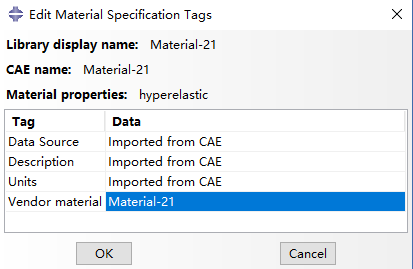 Edit Material Specification Tags
Library display name: Material-21
CAE name: Material-21
Material properties: hyperelastic
Tag Data
Data Source Imported from CAE
Description Imported from CAE
Units Imported from CAE
Vendor material Material-21
OK Cancel